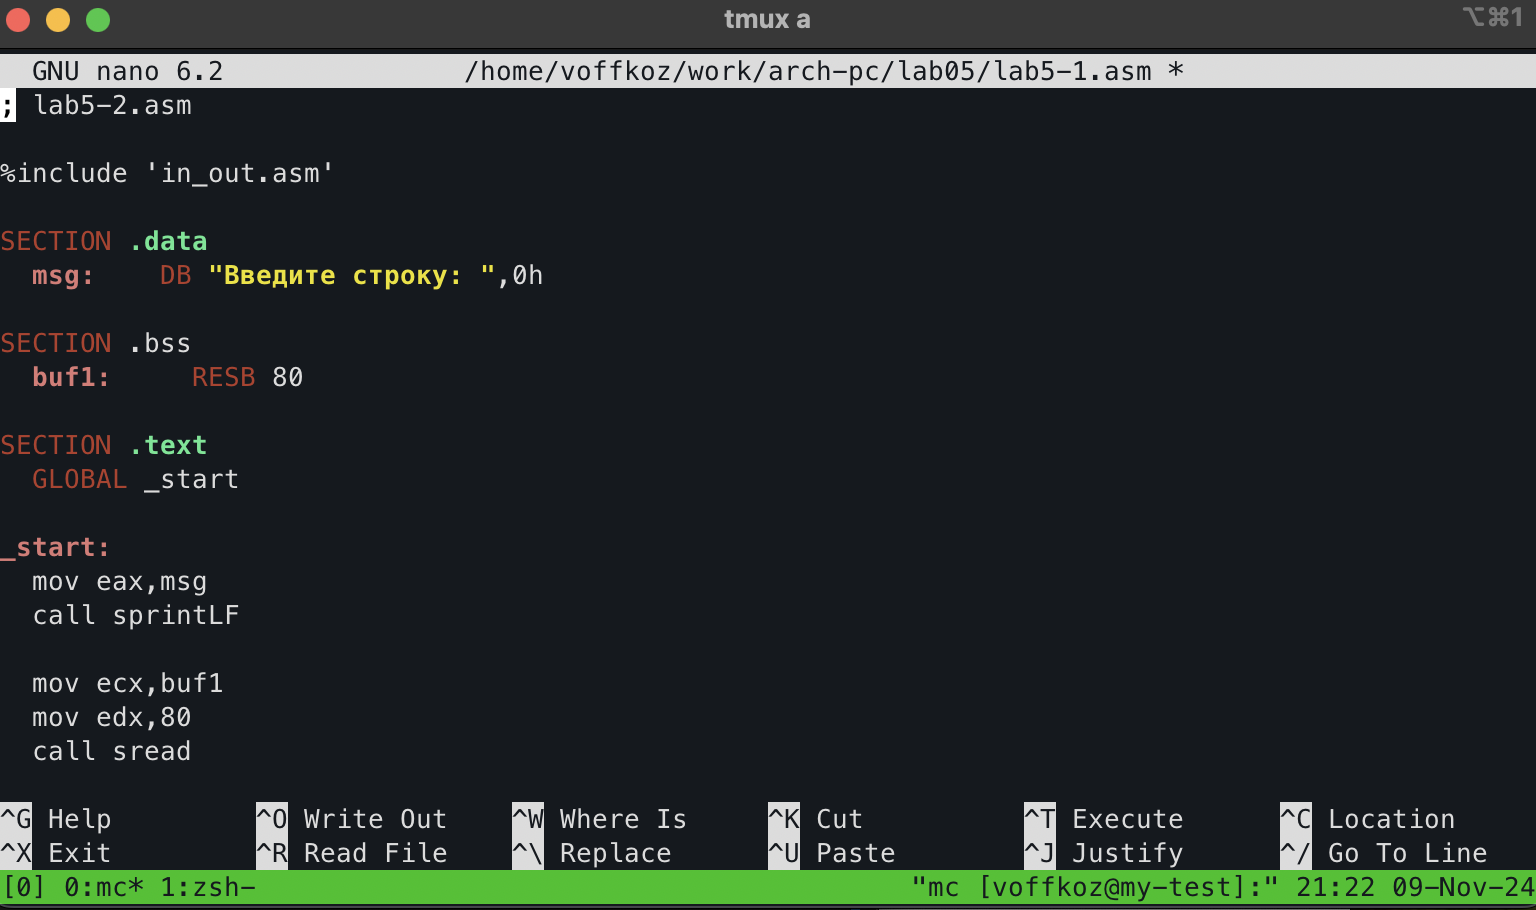 tmux a
⌥⌘1
GNU nano 6.2 /home/voffkoz/work/arch-pc/lab05/lab5-1.asm *
; lab5-2.asm
%include 'in_out.asm'
SECTION .data
msg: DB "Введите строку: ",0h
SECTION .bss
buf1: RESB 80
SECTION .text
GLOBAL _start
_start:
mov eax,msg
call sprintLF
mov ecx,buf1
mov edx,80
call sread
^G Help ^O Write Out ^W Where Is ^K Cut ^T Execute ^C Location
^X Exit ^R Read File ^\ Replace ^U Paste ^J Justify ^/ Go To Line
[0] 0:mc* 1:zsh- "mc [voffkoz@my-test]:" 21:22 09-Nov-24